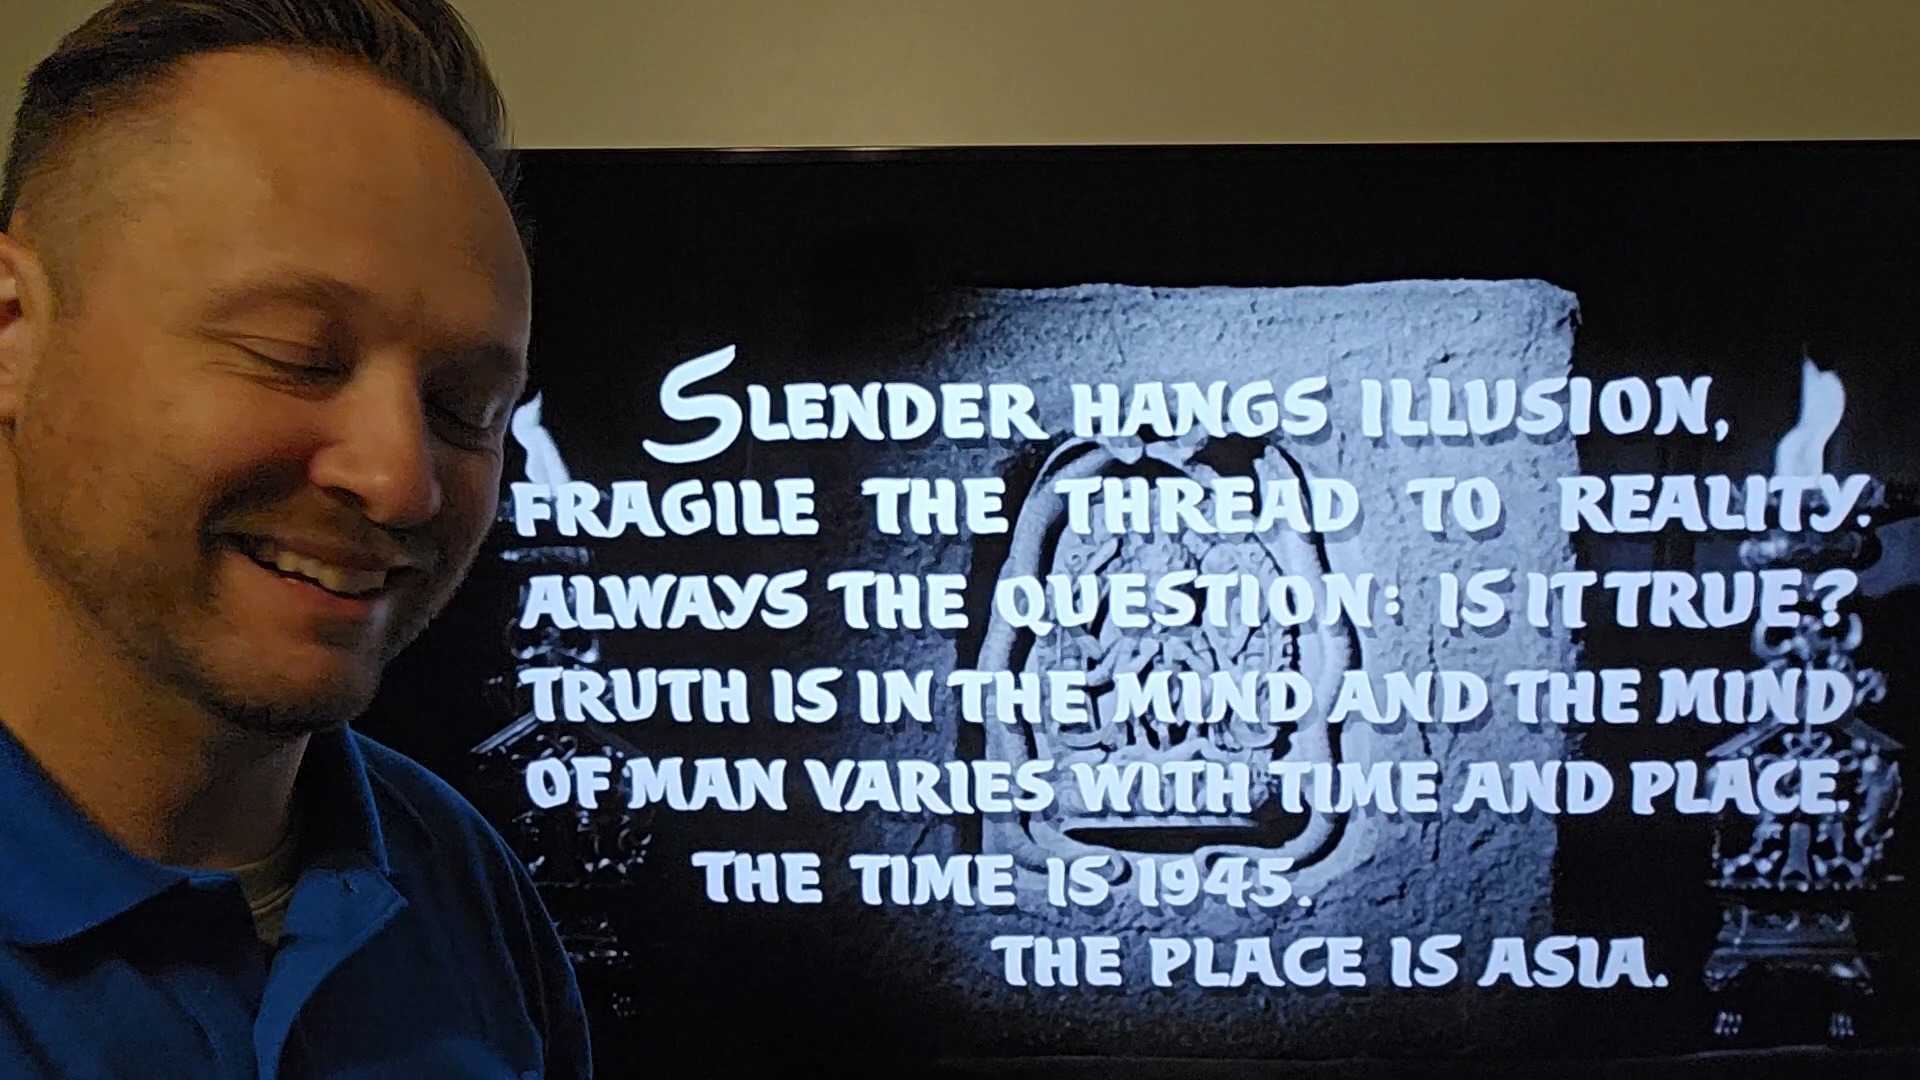 SLENDER HANGS ILLUSION,
FRAGILE THE THREAD TO REALITY.
ALWAYS THE QUESTION: IS IT TRUE?
TRUTH IS IN THE MIND AND THE MIND
OF MAN VARIES WITH TIME AND PLACE.
THE TIME IS 1945.
THE PLACE IS ASIA.